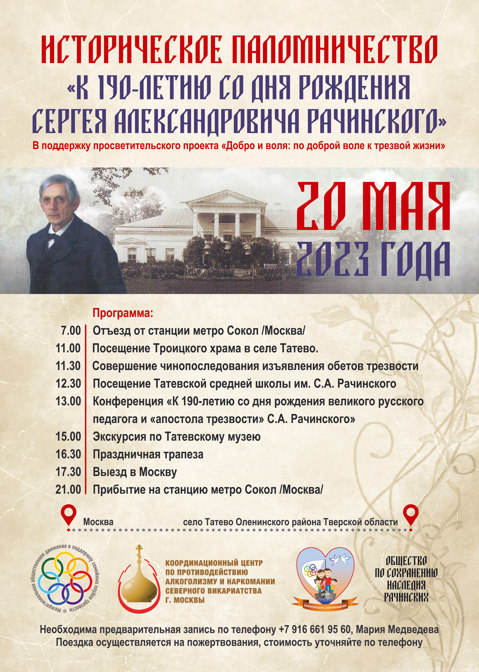 ИСТОРИЧЕСКОЕ ПАЛОМНИЧЕСТВО
«К 190-ЛЕТИЮ СО ДНЯ РОЖДЕНИЯ
СЕРГЕЯ АЛЕКСАНДРОВИЧА РАЧИНСКОГО»
В поддержку просветительского проекта «Добро и воля: по доброй воле к трезвой жизни»
20 МАЯ
2023 ГОДА
Программа:
7.00 Отъезд от станции метро Сокол /Москва/
11.00 Посещение Троицкого храма в селе Татево.
11.30 Совершение чинопоследования изъявления обетов трезвости
12.30 Посещение Татевской средней школы им. С.А. Рачинского
13.00 Конференция «К 190-летию со дня рождения великого русского
педагога и «апостола трезвости» С.А. Рачинского»
15.00 Экскурсия по Татевскому музею
16.30 Праздничная трапеза
17.30 Выезд в Москву
21.00 Прибытие на станцию метро Сокол /Москва/
Москва
село Татево Оленинского района Тверской области
КООРДИНАЦИОННЫЙ ЦЕНТР
ПО ПРОТИВОДЕЙСТВИЮ
АЛКОГОЛИЗМУ И НАРКОМАНИИ
СЕВЕРНОГО ВИКАРИАТСТВА
Г. МОСКВЫ
ОБЩЕСТВО
ПО СОХРАНЕНИЮ
НАСЛЕДИЯ
РАЧИНСКИХ
Необходима предварительная запись по телефону +7 916 661 95 60, Мария Медведева
Поездка осуществляется на пожертвования, стоимость уточняйте по телефону